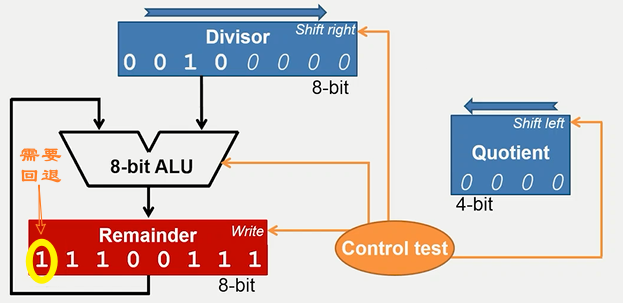 Divisor
Shift right
0 0 1 0 0 0 0 0
8-bit
Shift left
Quotient
0 0 0 0
4-bit
8-bit ALU
需要
回退
Remainder
Write
1 1 1 0 0 1 1 1
8-bit
Control test